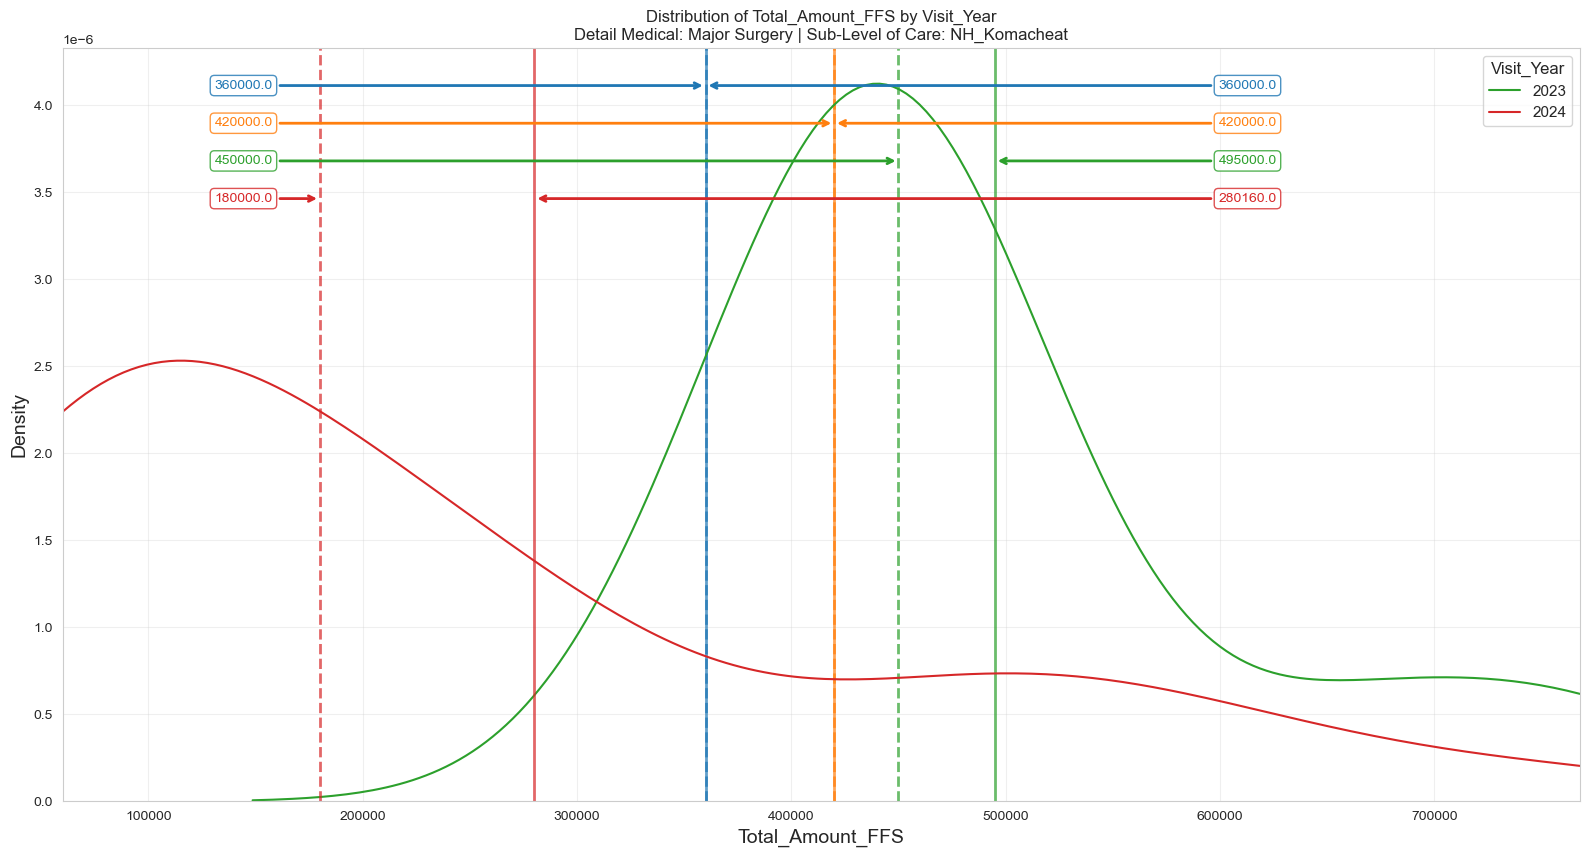 Distribution of Total_Amount_FFS by Visit_Year
Detail Medical: Major Surgery | Sub-Level of Care: NH_Komacheat
1e−6
Visit_Year
2023
2024
360000.0 360000.0
420000.0 420000.0
450000.0 495000.0
180000.0 280160.0
4.0
3.5
3.0
2.5
2.0
1.5
1.0
0.5
0.0
Density
100000 200000 300000 400000 500000 600000 700000
Total_Amount_FFS